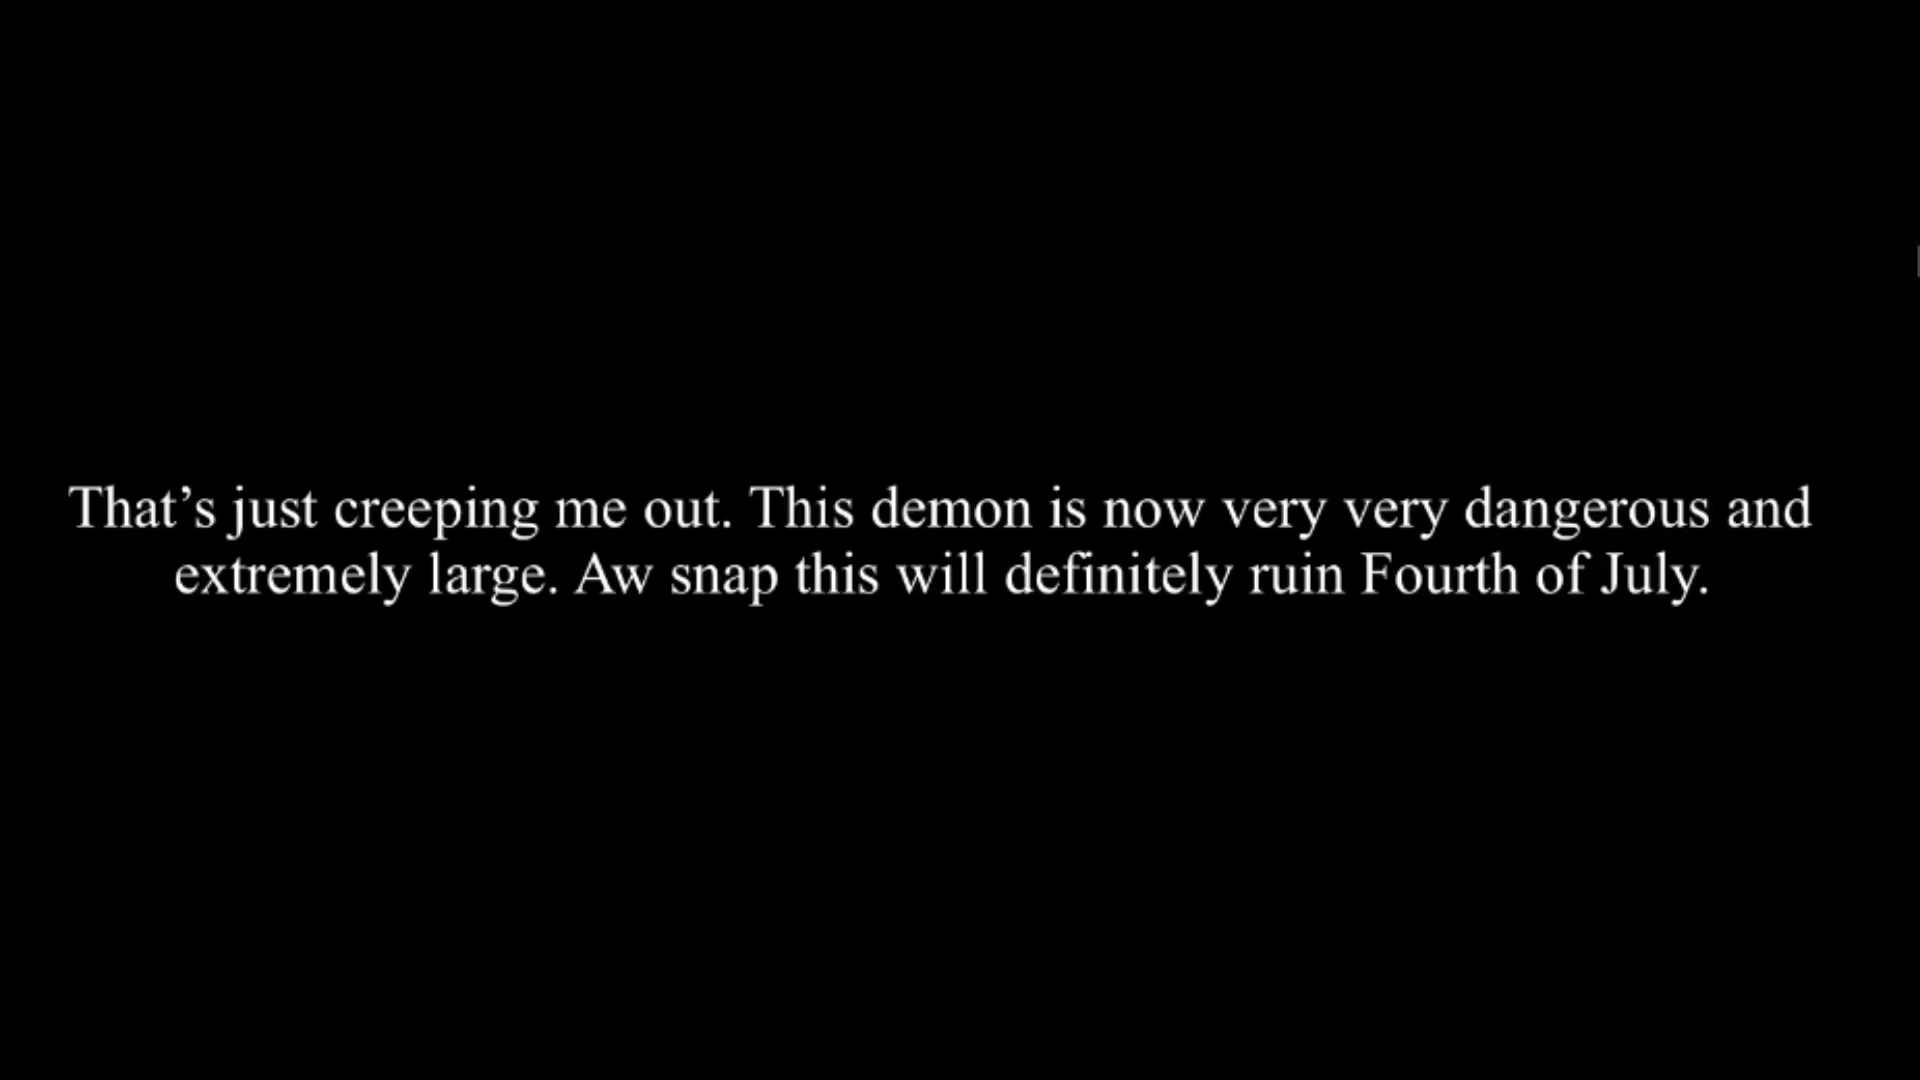 That’s just creeping me out. This demon is now very very dangerous and
extremely large. Aw snap this will definitely ruin Fourth of July.